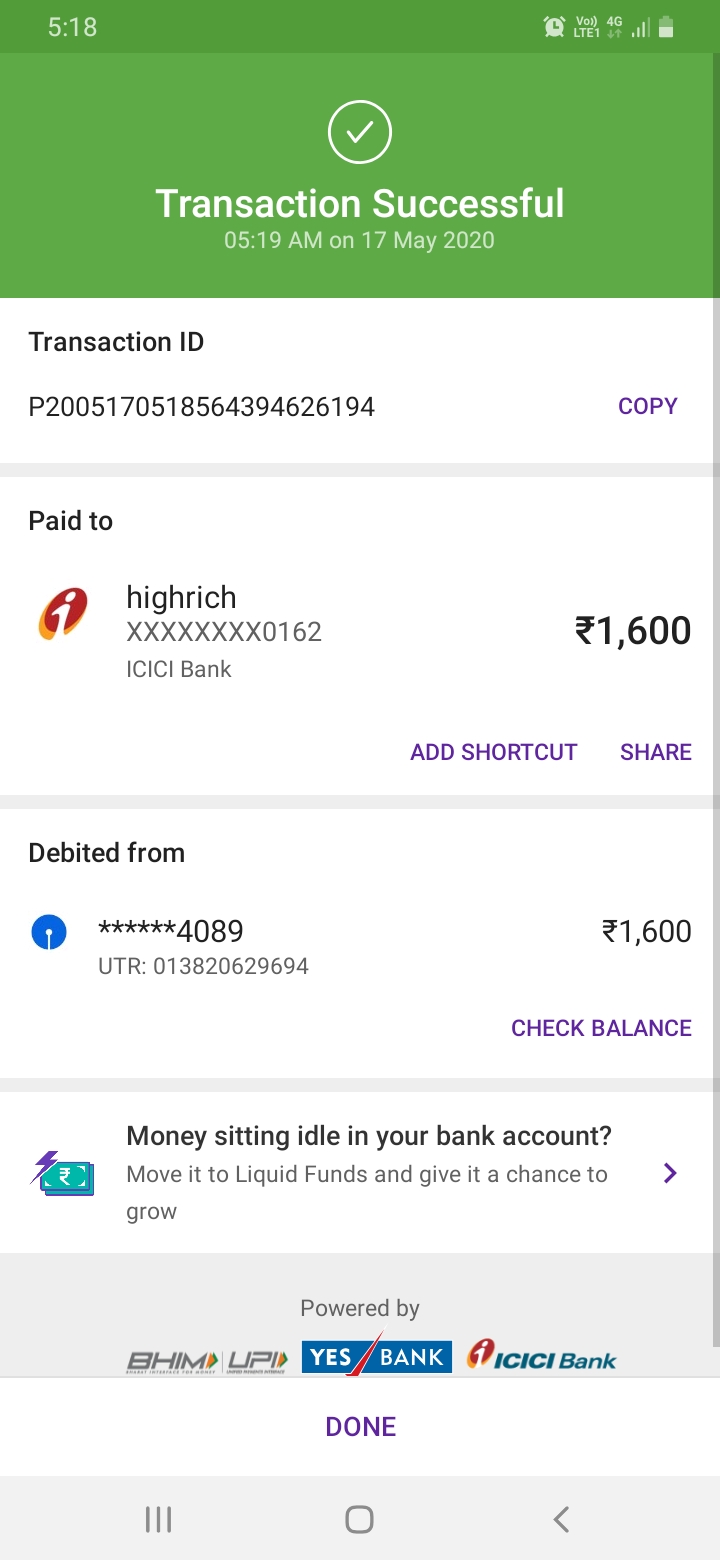 5:18
Vo)) 4G
LTE1
Transaction Successful
05:19 AM on 17 May 2020
Transaction ID
P2005170518564394626194 COPY
Paid to
highrich
XXXXXXXX0162
₹1,600
ICICI Bank
ADD SHORTCUT SHARE
Debited from
******4089 ₹1,600
UTR: 013820629694
CHECK BALANCE
Money sitting idle in your bank account?
Move it to Liquid Funds and give it a chance to
grow
Powered by
BHIM UPI YES BANK ICICI Bank
DONE